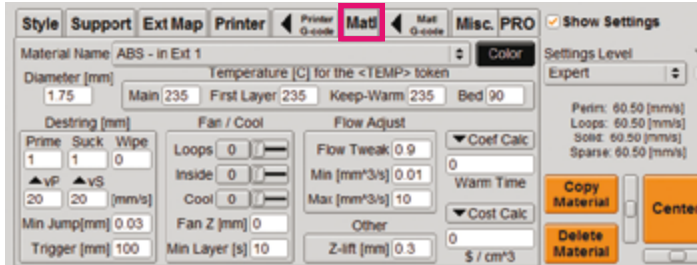 Style Support Ext Map Printer Printer G-code Matl Matl G-code Misc. PRO Show Settings
Material Name ABS - in Ext 1 Color Settings Level
Diameter [mm] Temperature [C] for the <TEMP> token Expert
1.75 Main 235 First Layer 235 Keep-Warm 235 Bed 90
Perim: 60.50 [mm/s]
Destring [mm] Fan / Cool Flow Adjust Loops: 60.50 [mm/s]
Prime Suck Wipe Solid: 60.50 [mm/s]
1 1 0 Loops 0 Flow Tweak 0.9 Coef Calc Sparse: 60.50 [mm/s]
vP vS Inside 0 Min [mm^3/s] 0.01 0
20 20 [mm/s] Cool 0 Max [mm^3/s] 10 Warm Time Copy Material Center
Min Jump[mm] 0.03 Fan Z [mm] 0 Other Cost Calc
Trigger [mm] 100 Min Layer [s] 10 Z-lift [mm] 0.3 0 Delete Material
$ / cm^3